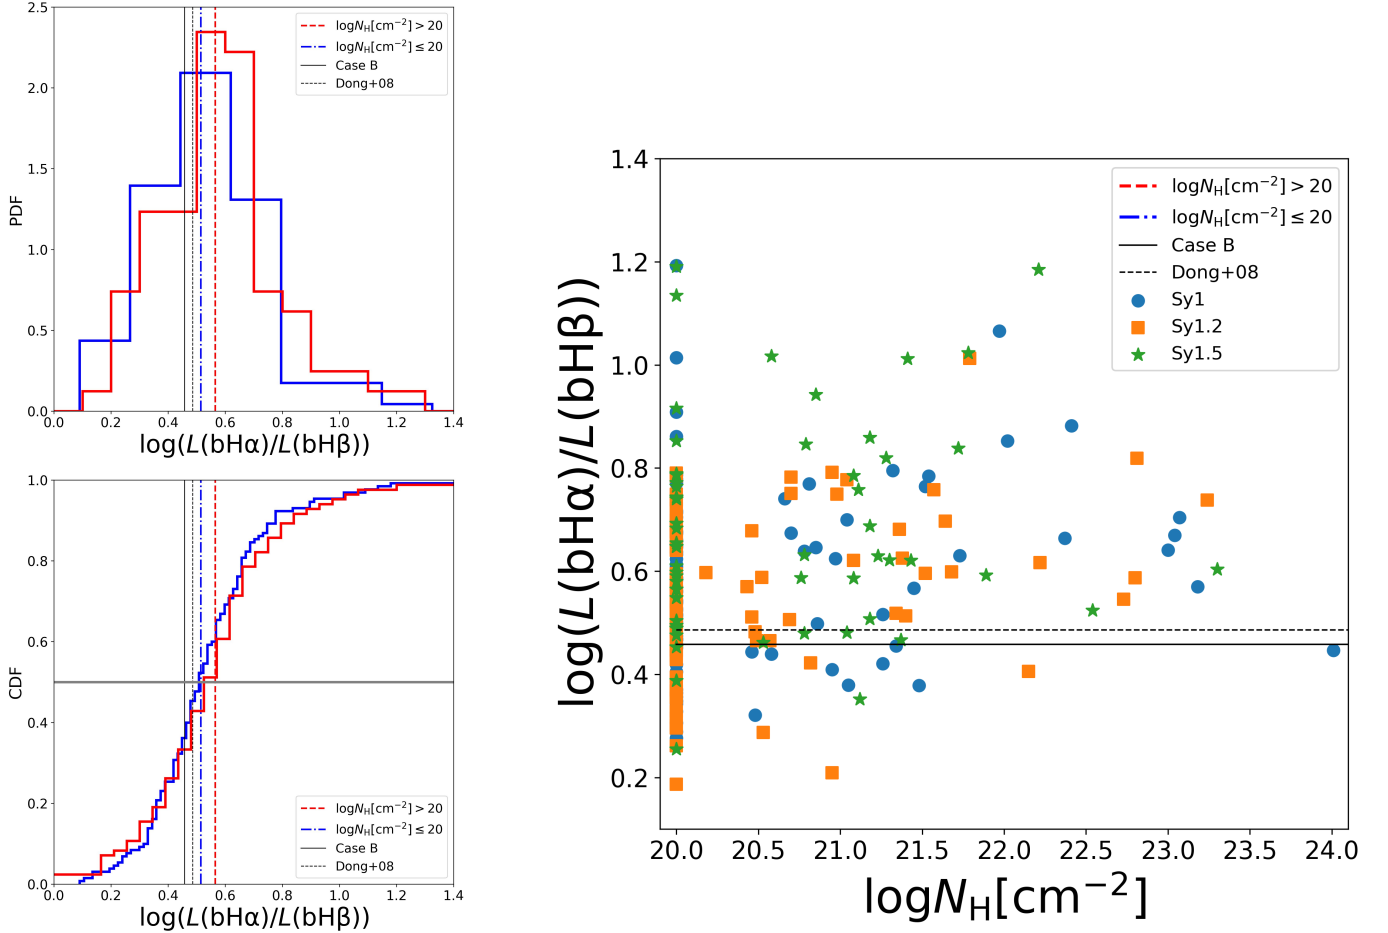 2.5
2.0
1.5
1.0
0.5
0.0
PDF
logN_H[cm⁻²] > 20
logN_H[cm⁻²] ≤ 20
Case B
Dong+08
0.0 0.2 0.4 0.6 0.8 1.0 1.2 1.4
log(L(bHα)/L(bHβ))
1.0
0.8
0.6
0.4
0.2
0.0
CDF
logN_H[cm⁻²] > 20
logN_H[cm⁻²] ≤ 20
Case B
Dong+08
0.0 0.2 0.4 0.6 0.8 1.0 1.2 1.4
log(L(bHα)/L(bHβ))
1.4
1.2
1.0
0.8
0.6
0.4
0.2
log(L(bHα)/L(bHβ))
logN_H[cm⁻²] > 20
logN_H[cm⁻²] ≤ 20
Case B
Dong+08
Sy1
Sy1.2
Sy1.5
20.0 20.5 21.0 21.5 22.0 22.5 23.0 23.5 24.0
logN_H[cm⁻²]